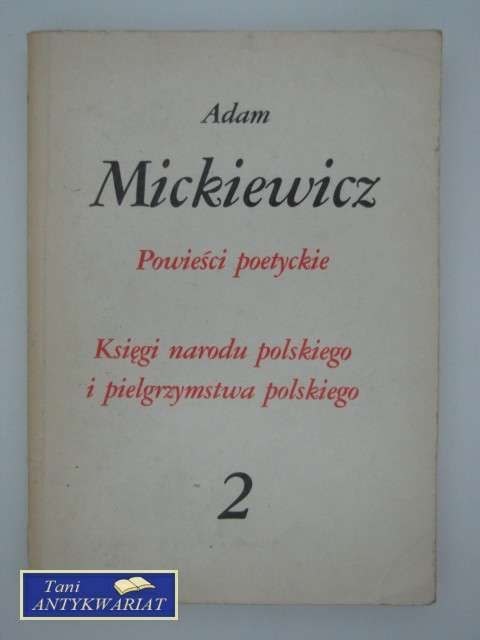 Adam
Mickiewicz
Powieści poetyckie
Księgi narodu polskiego
i pielgrzymstwa polskiego
2
Tani
ANTYKWARIAT